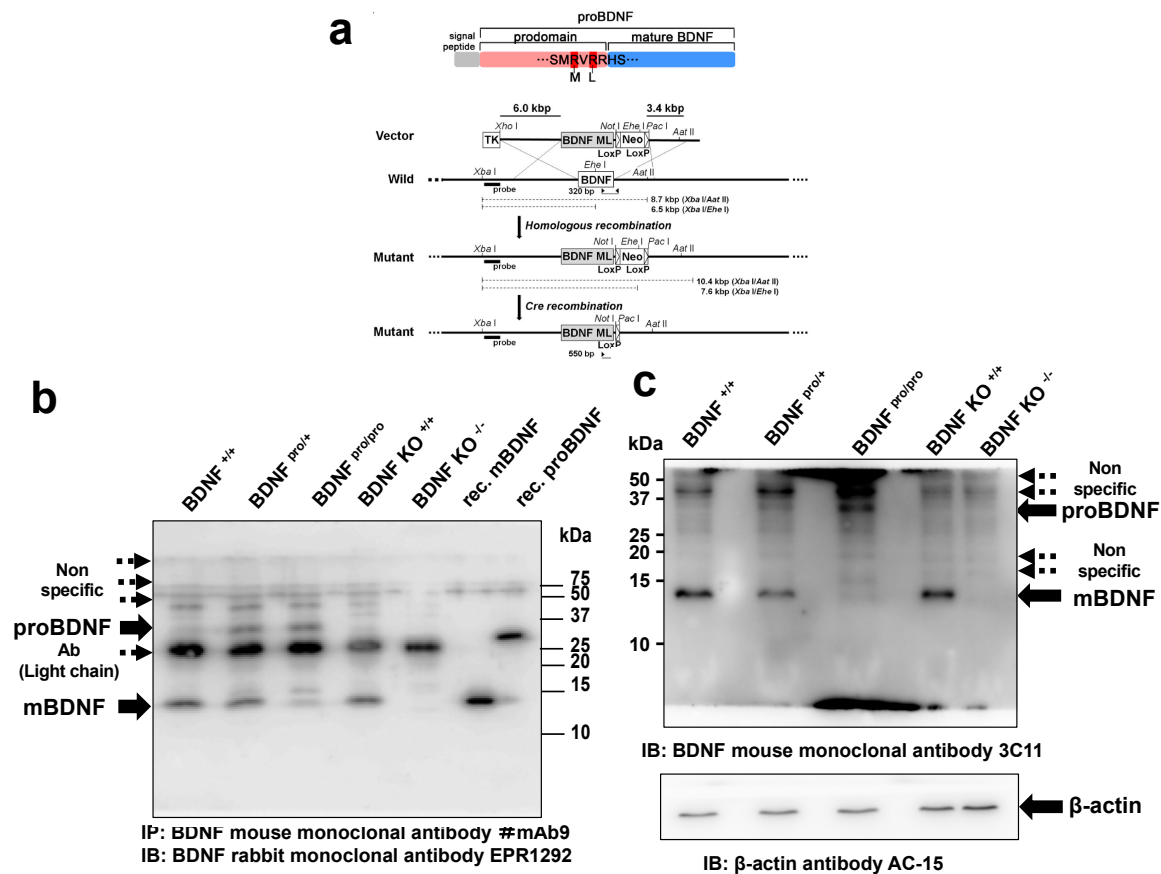 a
proBDNF
signal
peptide
prodomain
mature BDNF
···SMRVRRHS···
M L
6.0 kbp
3.4 kbp
Xho I
Not I Ehe I Pac I
Aat II
Vector
TK
BDNF ML
Neo
LoxP LoxP
Ehe I
Xba I
Aat II
Wild
BDNF
probe
320 bp
8.7 kbp (Xba I/Aat II)
6.5 kbp (Xba I/Ehe I)
Homologous recombination
Not I Ehe I Pac I
Xba I
Aat II
Mutant
BDNF ML
Neo
probe
LoxP LoxP
10.4 kbp (Xba I/Aat II)
7.6 kbp (Xba I/Ehe I)
Cre recombination
Not I Pac I
Xba I
Aat II
Mutant
BDNF ML
probe
LoxP
550 bp
b
BDNF +/+
BDNF pro/+
BDNF pro/pro
BDNF KO +/+
BDNF KO -/-
rec. mBDNF
rec. proBDNF
kDa
Non
specific
75
50
37
proBDNF
Ab
(Light chain)
25
20
15
mBDNF
10
IP: BDNF mouse monoclonal antibody #mAb9
IB: BDNF rabbit monoclonal antibody EPR1292
c
BDNF +/+
BDNF pro/+
BDNF pro/pro
BDNF KO +/+
BDNF KO -/-
kDa
50
37
25
20
15
10
Non
specific
proBDNF
Non
specific
mBDNF
IB: BDNF mouse monoclonal antibody 3C11
β-actin
IB: β-actin antibody AC-15